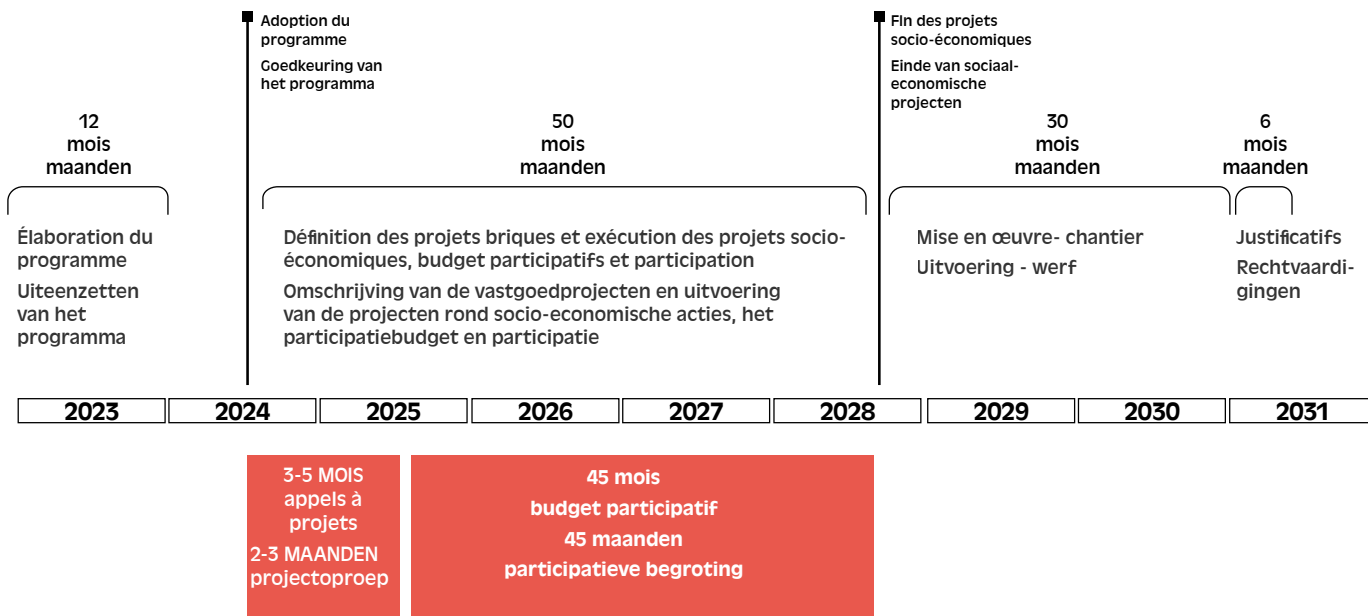 Adoption du
programme
Goedkeuring van
het programma
Fin des projets
socio-économiques
Einde van sociaal-
economische
projecten
12
mois
maanden
50
mois
maanden
30
mois
maanden
6
mois
maanden
Élaboration du
programme
Uiteenzetten
van het
programma
Définition des projets briques et exécution des projets socio-
économiques, budget participatifs et participation
Omschrijving van de vastgoedprojecten en uitvoering
van de projecten rond socio-economische acties, het
participatiebudget en participatie
Mise en œuvre- chantier
Uitvoering - werf
Justificatifs
Rechtvaardi-
gingen
2023
2024
2025
2026
2027
2028
2029
2030
2031
3-5 MOIS
appels à
projets
2-3 MAANDEN
projectoproep
45 mois
budget participatif
45 maanden
participatieve begroting